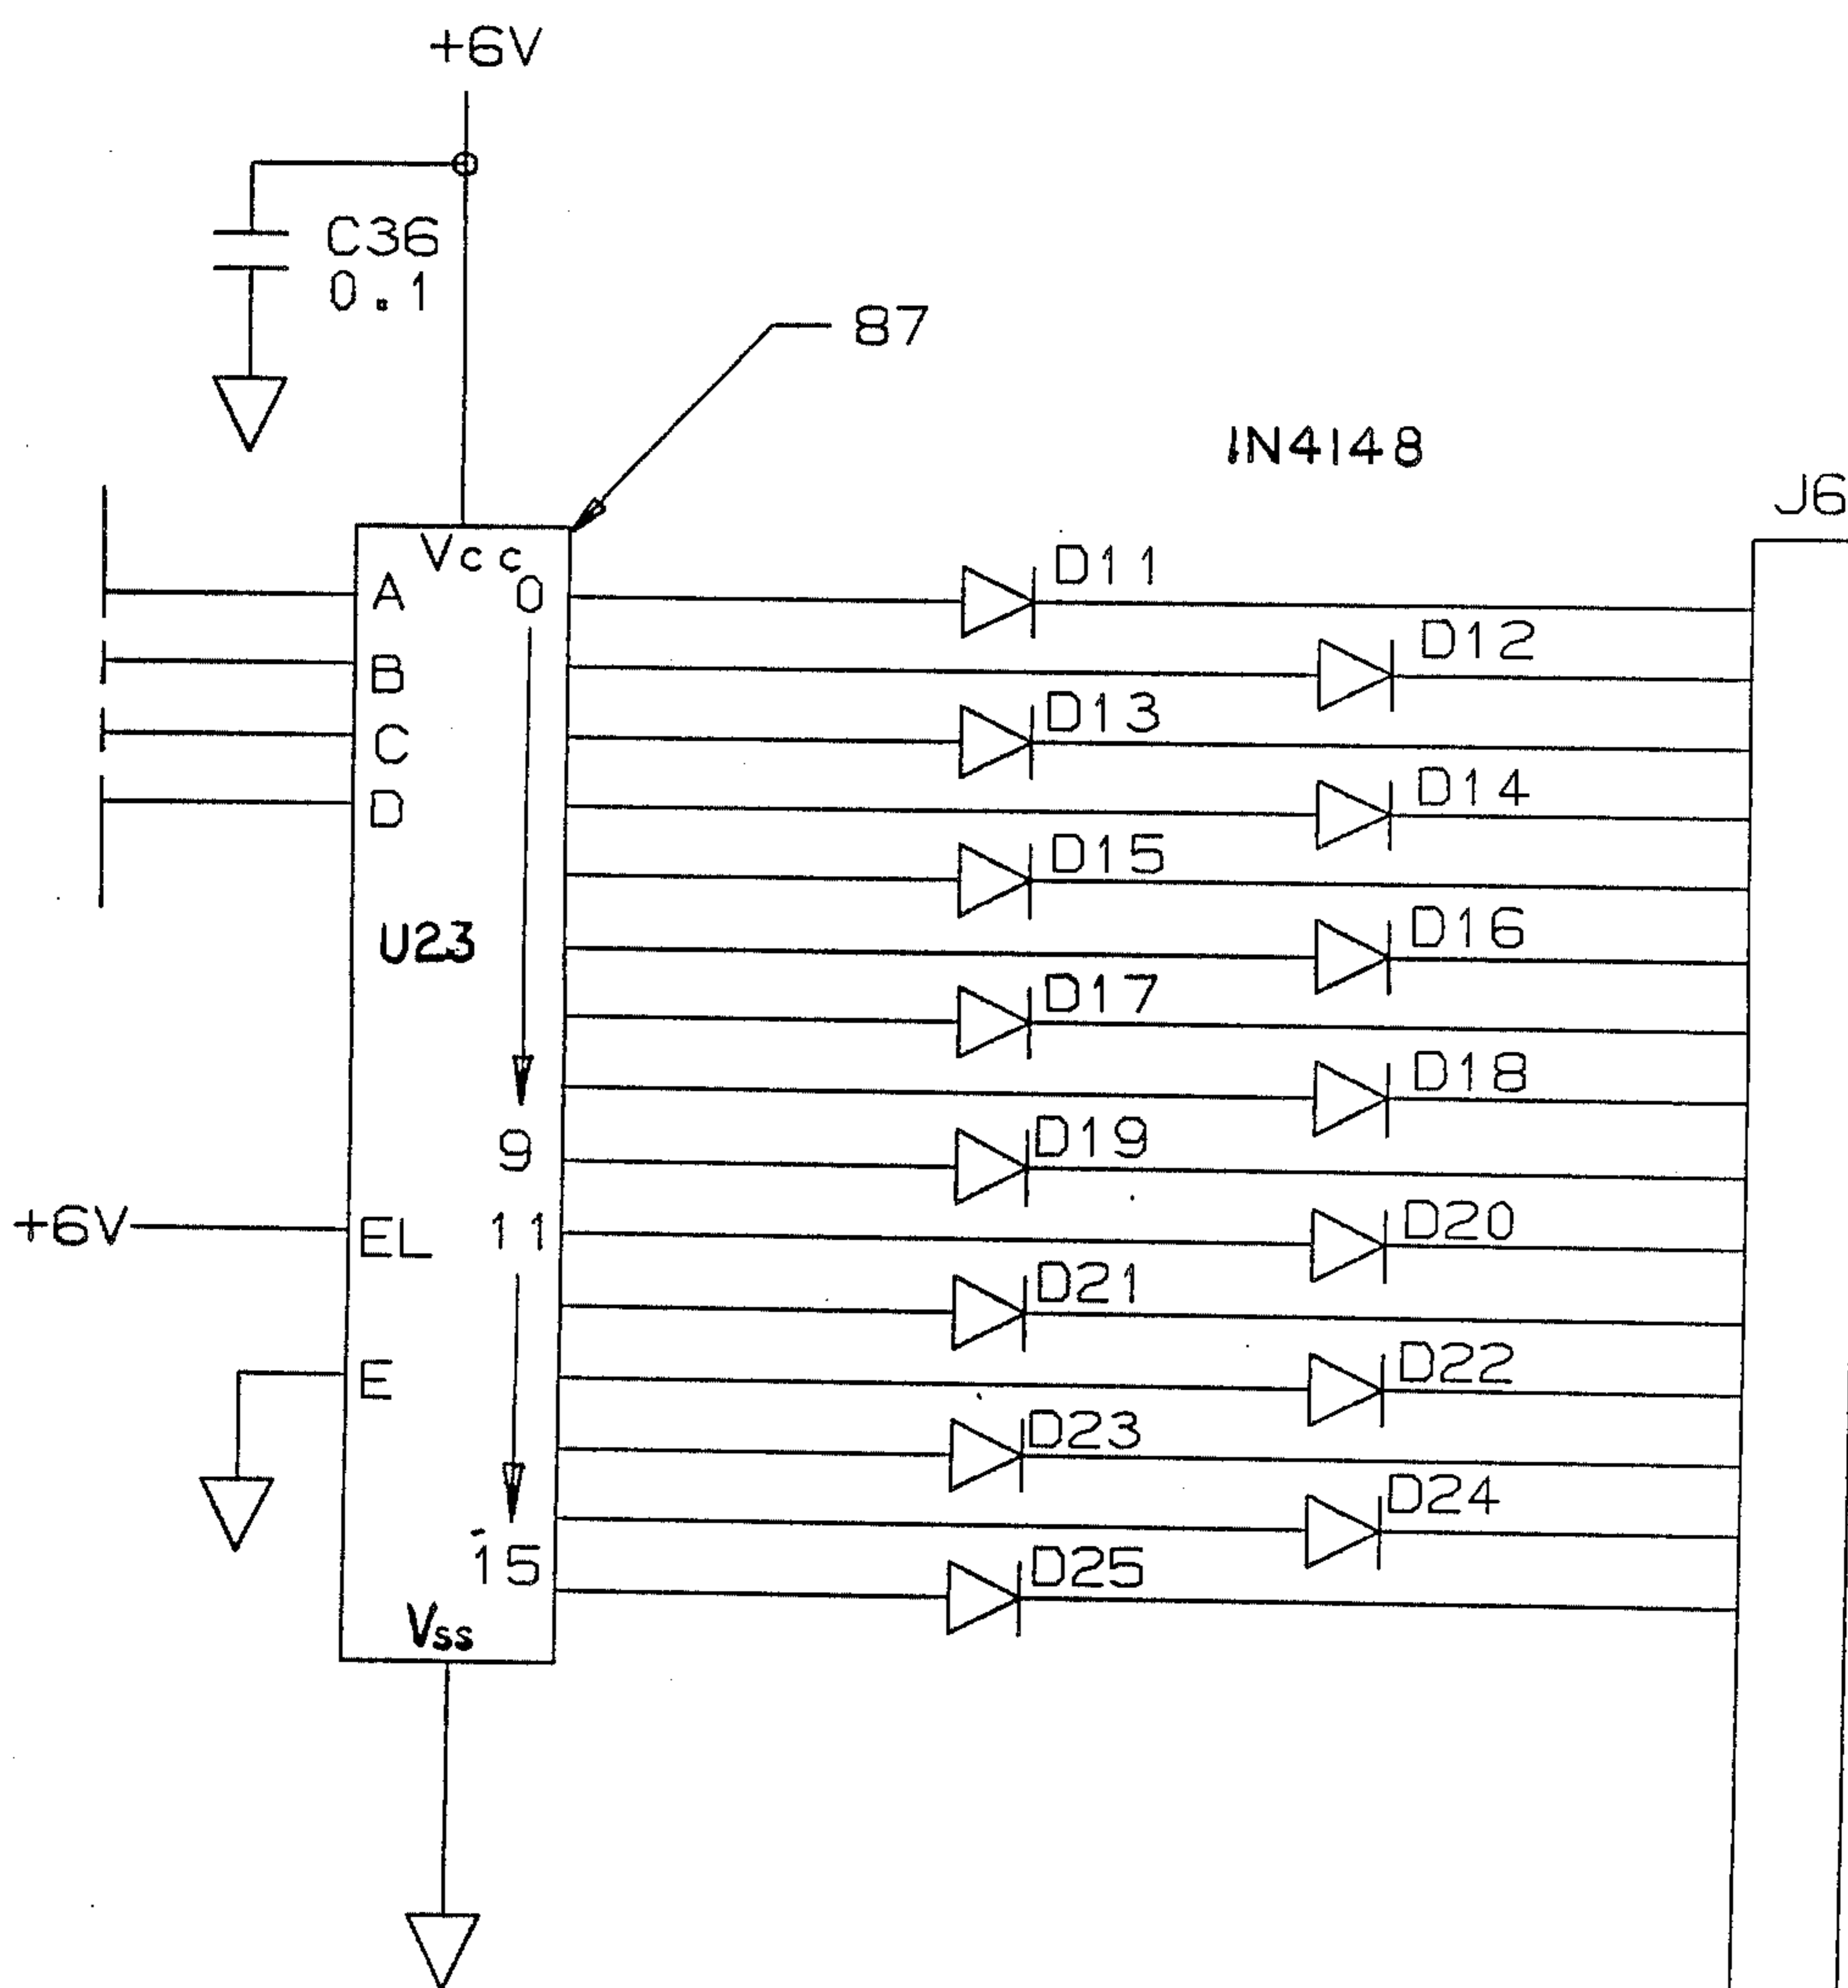 +6V
C36
0.1
87
IN4148
J6
Vcc
A
0
D11
B
D12
C
D13
D
D14
D15
U23
D16
D17
D18
9
D19
+6V
EL
11
D20
D21
E
D22
D23
D24
15
D25
Vss